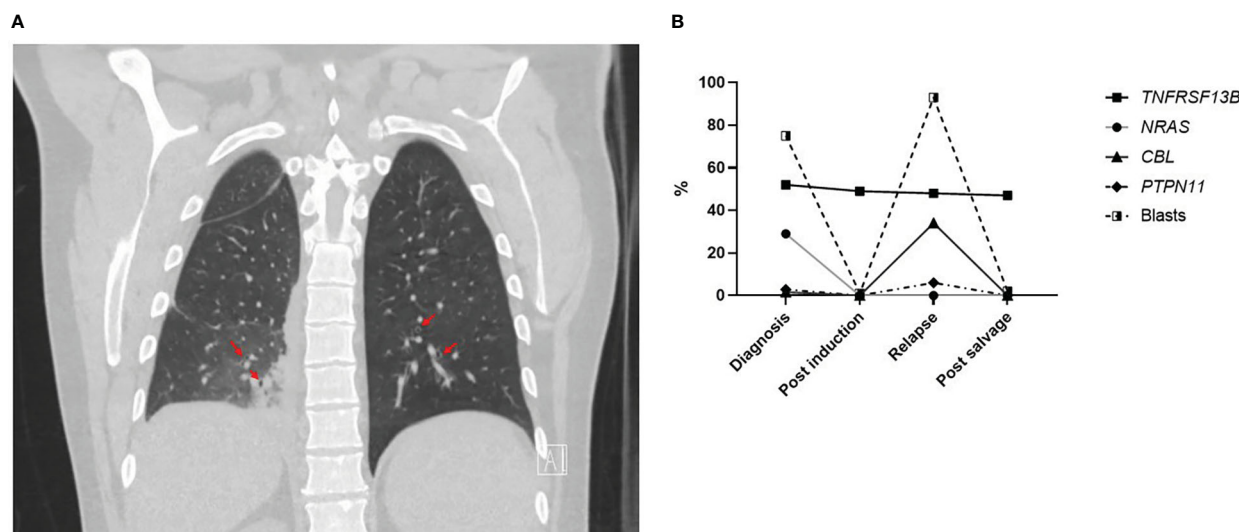 A
B
100
80
60
40
20
0
%
Diagnosis
Post induction
Relapse
Post salvage
TNFRSF13B
NRAS
CBL
PTPN11
Blasts